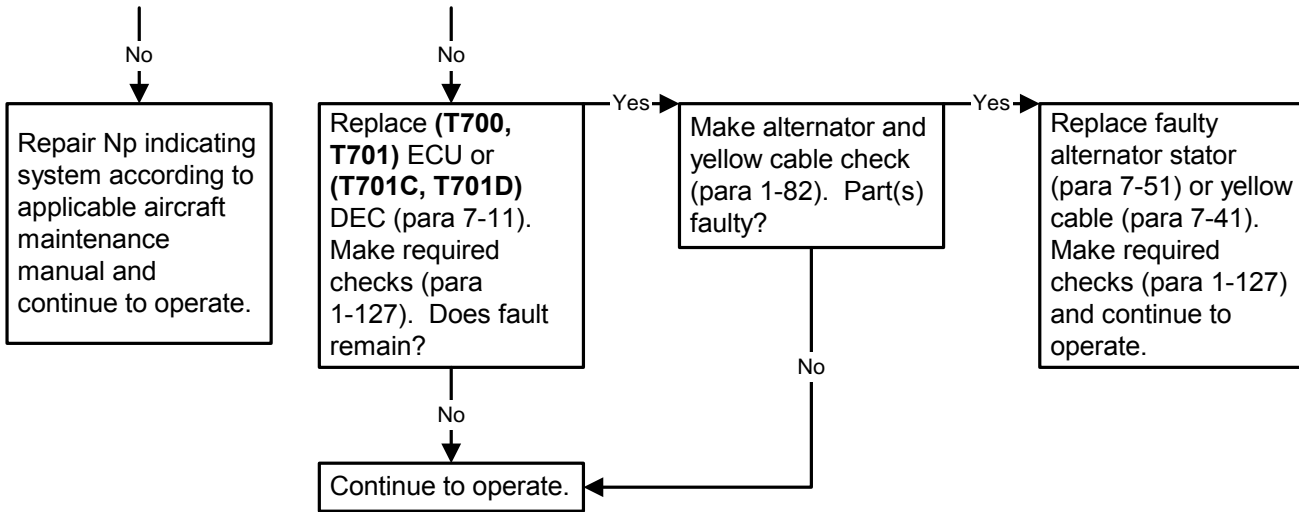 No
No
Repair Np indicating
system according to
applicable aircraft
maintenance
manual and
continue to operate.
Replace (T700,
T701) ECU or
(T701C, T701D)
DEC (para 7-11).
Make required
checks (para
1-127).  Does fault
remain?
Yes
Make alternator and
yellow cable check
(para 1-82).  Part(s)
faulty?
Yes
Replace faulty
alternator stator
(para 7-51) or yellow
cable (para 7-41).
Make required
checks (para 1-127)
and continue to
operate.
No
No
Continue to operate.